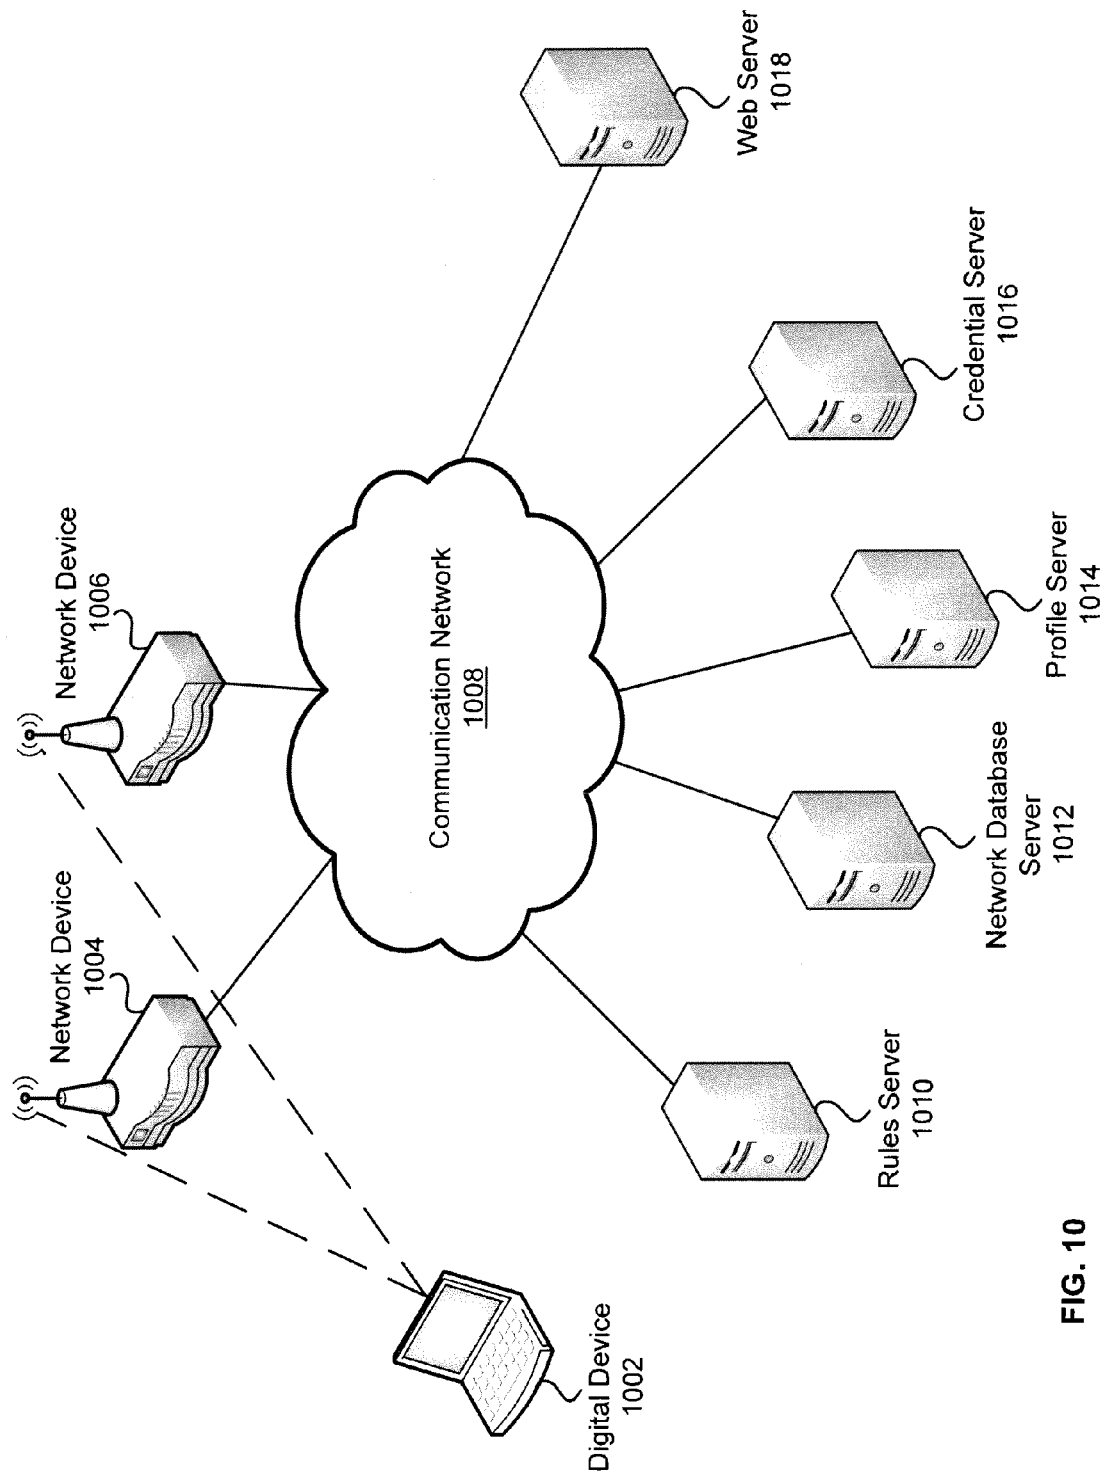 Network Device
1004
Network Device
1006
Communication Network
1008
Digital Device
1002
Rules Server
1010
Network Database
Server
1012
Profile Server
1014
Credential Server
1016
Web Server
1018
FIG. 10